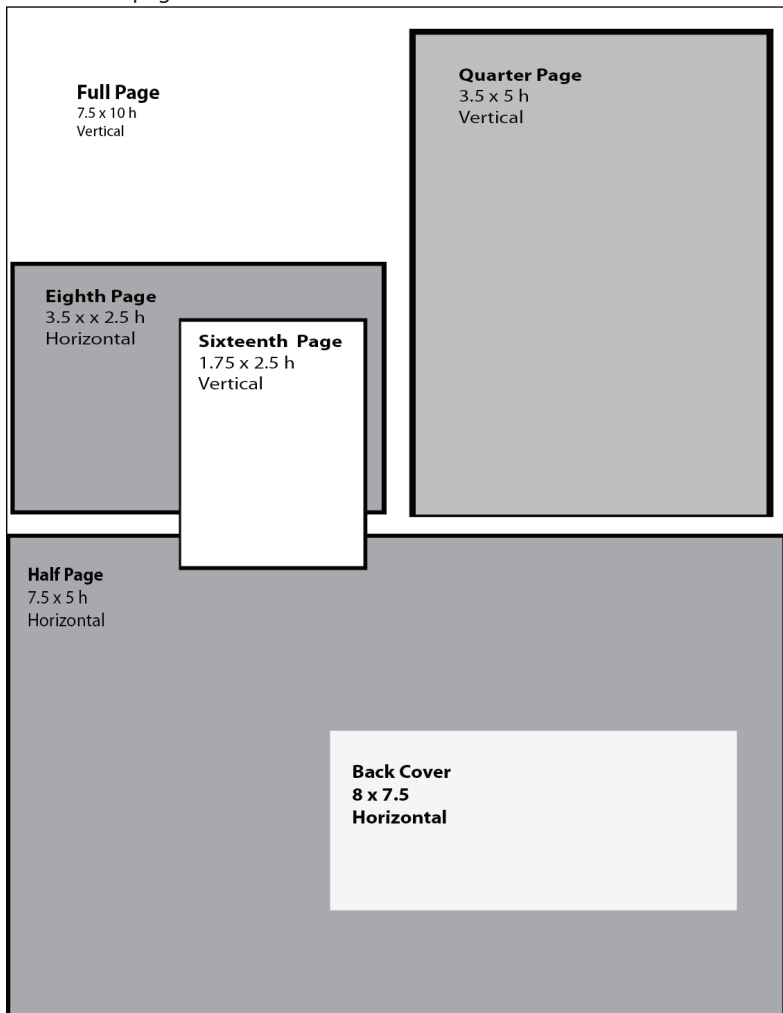 Full Page
7.5 x 10 h
Vertical
Quarter Page
3.5 x 5 h
Vertical
Eighth Page
3.5 x x 2.5 h
Horizontal
Sixteenth Page
1.75 x 2.5 h
Vertical
Half Page
7.5 x 5 h
Horizontal
Back Cover
8 x 7.5
Horizontal